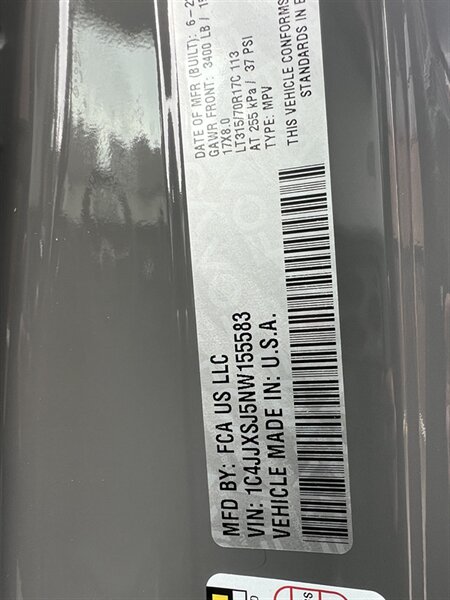 MFD BY: FCA US LLC
VIN: 1C4JJXSJ5NW155583
VEHICLE MADE IN: U.S.A.
DATE OF MFR (BUILT): 6-2
GAWR FRONT: 3400 LB /
17X8.0
LT315/70R17C 113
AT 255 kPa / 37 PSI
TYPE: MPV
THIS VEHICLE CONFORMS
STANDARDS IN E